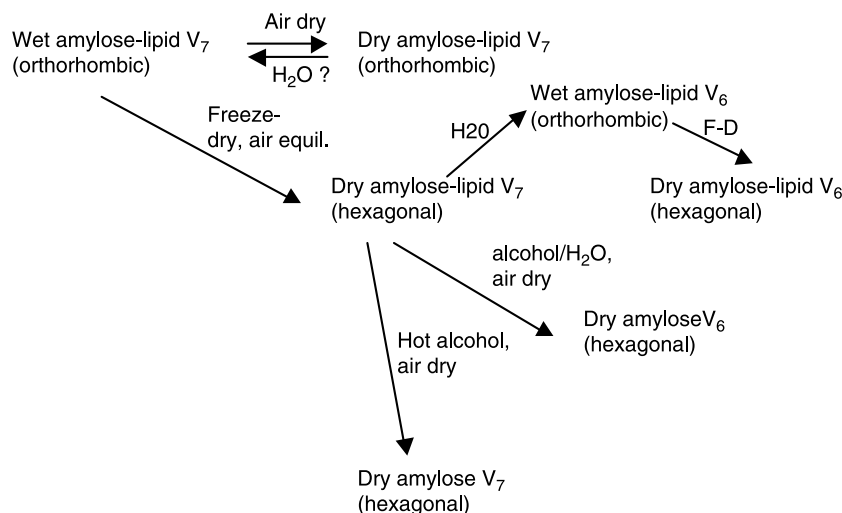 Air dry
Wet amylose-lipid V₇
(orthorhombic)
H₂O ?
Dry amylose-lipid V₇
(orthorhombic)
Freeze-
dry, air equil.
Wet amylose-lipid V₆
(orthorhombic)
H20
F-D
Dry amylose-lipid V₇
(hexagonal)
Dry amylose-lipid V₆
(hexagonal)
alcohol/H₂O,
air dry
Hot alcohol,
air dry
Dry amyloseV₆
(hexagonal)
Dry amylose V₇
(hexagonal)